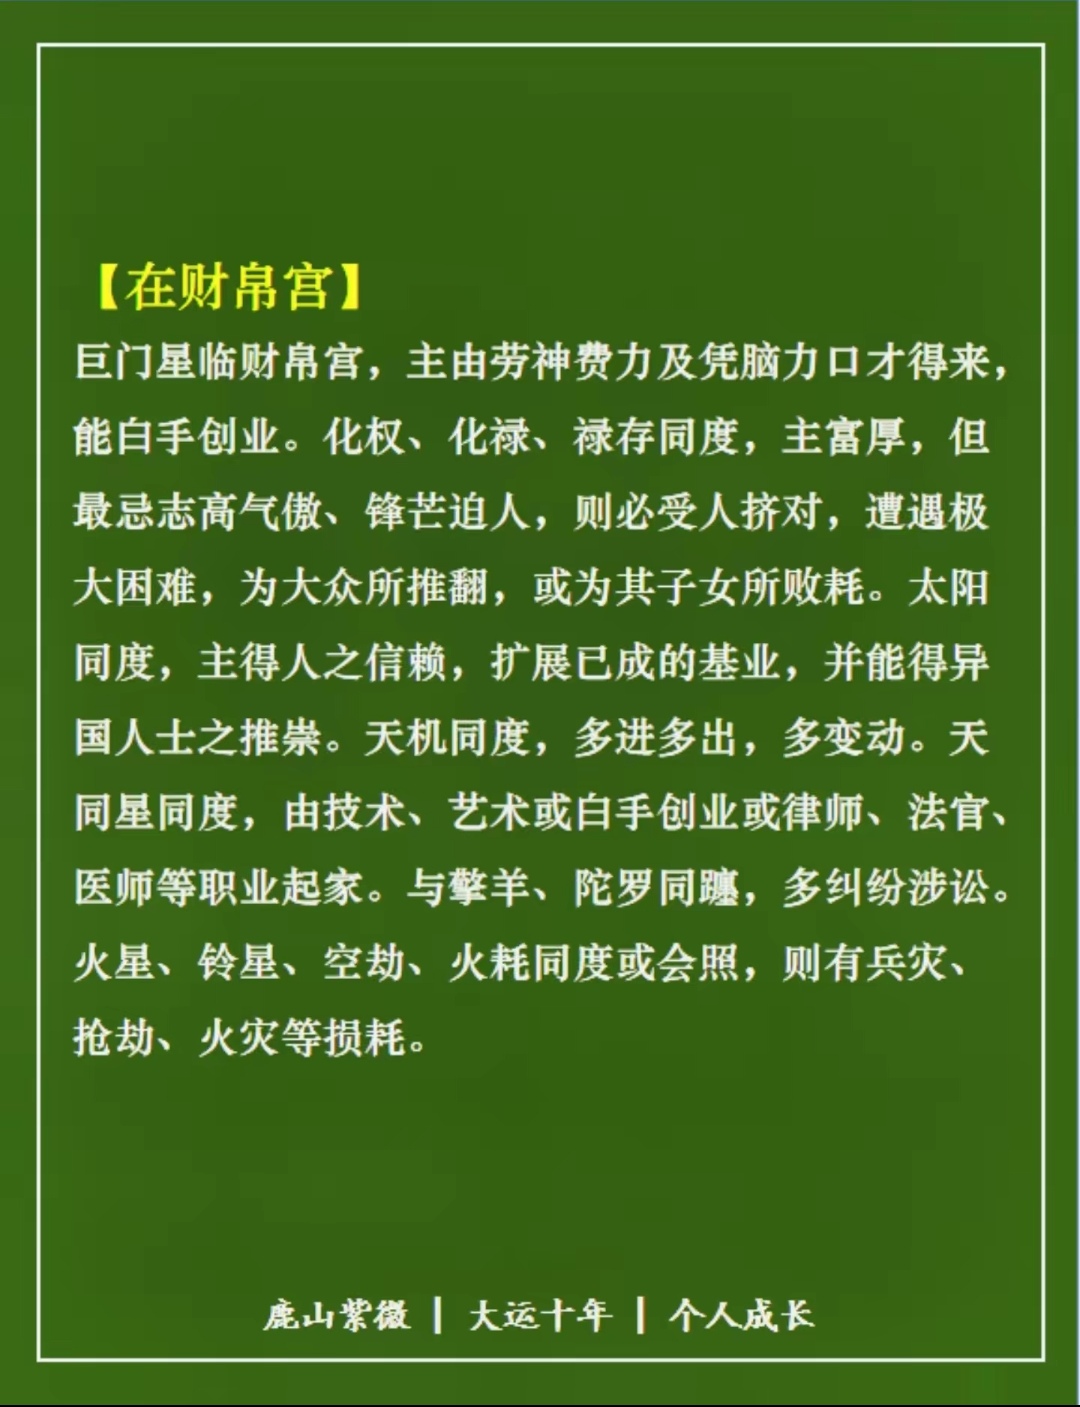 【在财帛宫】
巨门星临财帛宫，主由劳神费力及凭脑力口才得来，
能白手创业。化权、化禄、禄存同度，主富厚，但
最忌志高气傲、锋芒迫人，则必受人挤对，遭遇极
大困难，为大众所推翻，或为其子女所败耗。太阳
同度，主得人之信赖，扩展已成的基业，并能得异
国人士之推崇。天机同度，多进多出，多变动。天
同星同度，由技术、艺术或白手创业或律师、法官、
医师等职业起家。与擎羊、陀罗同躔，多纠纷涉讼。
火星、铃星、空劫、火耗同度或会照，则有兵灾、
抢劫、火灾等损耗。
鹿山紫微 | 大运十年 | 个人成长